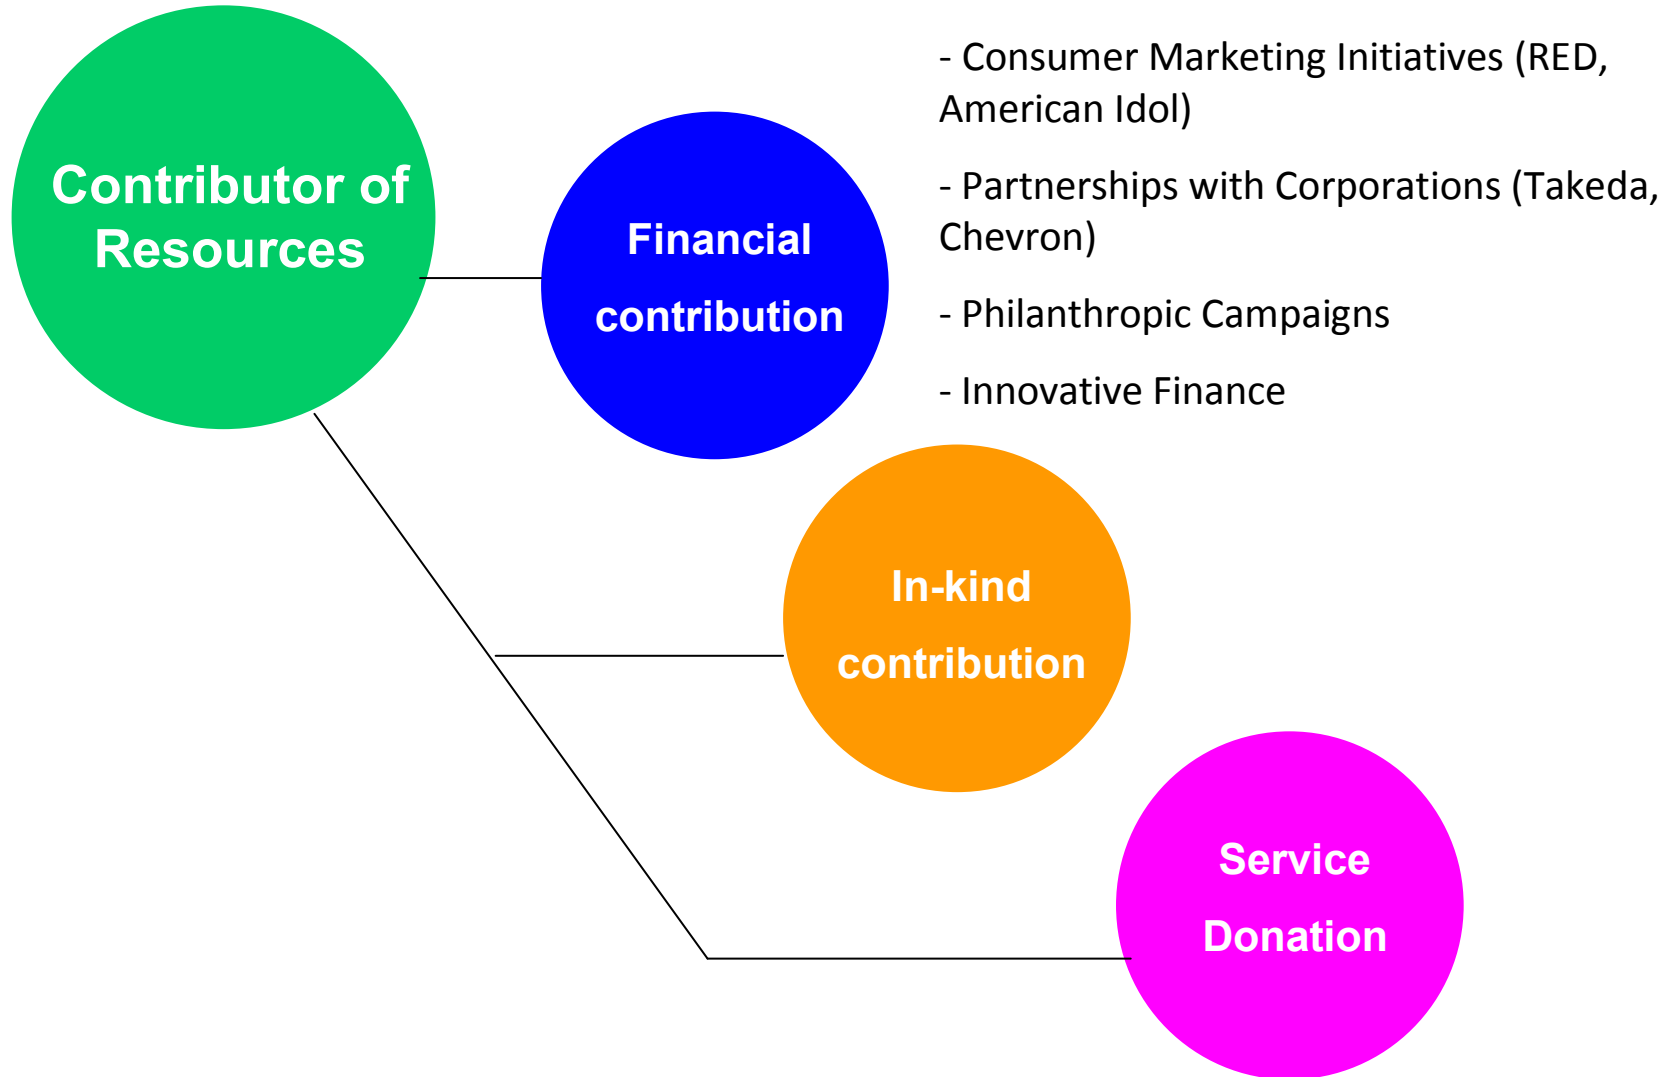 Contributor of
Resources
Financial
contribution
- Consumer Marketing Initiatives (RED,
American Idol)
- Partnerships with Corporations (Takeda,
Chevron)
- Philanthropic Campaigns
- Innovative Finance
In-kind
contribution
Service
Donation